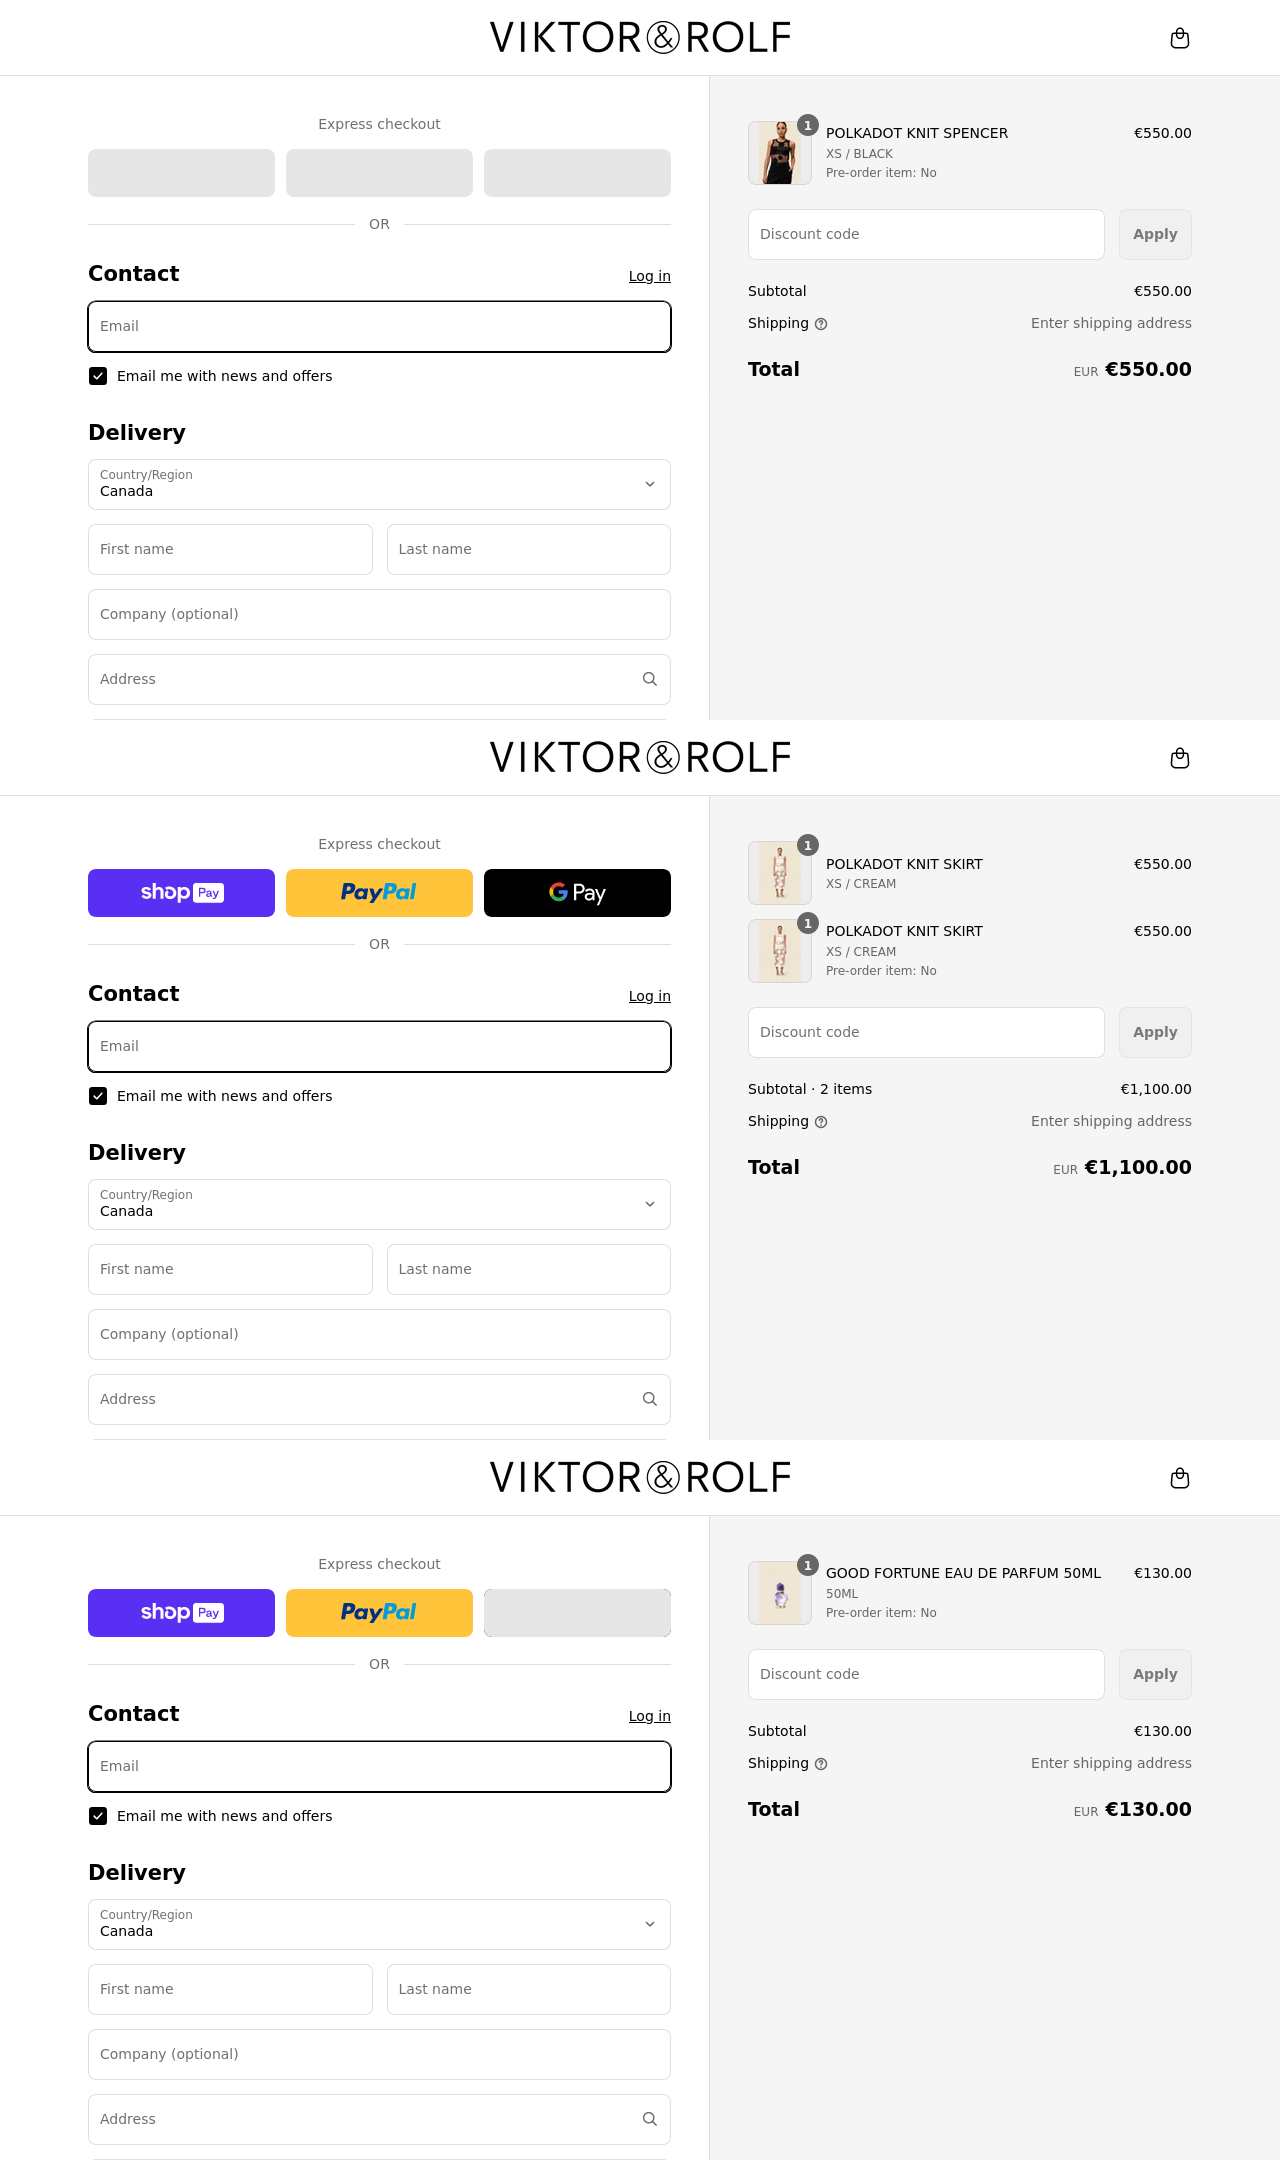 VIKTOR&ROLF
Express checkout
OR
Contact
Log in
Email
Email me with news and offers
Delivery
Country/Region
Canada
First name
Last name
Company (optional)
Address
1
POLKADOT KNIT SPENCER
€550.00
XS / BLACK
Pre-order item: No
Discount code
Apply
Subtotal
€550.00
Shipping
Enter shipping address
Total
EUR €550.00
VIKTOR&ROLF
Express checkout
shop Pay
PayPal
G Pay
OR
Contact
Log in
Email
Email me with news and offers
Delivery
Country/Region
Canada
First name
Last name
Company (optional)
Address
1
POLKADOT KNIT SKIRT
€550.00
XS / CREAM
1
POLKADOT KNIT SKIRT
€550.00
XS / CREAM
Pre-order item: No
Discount code
Apply
Subtotal · 2 items
€1,100.00
Shipping
Enter shipping address
Total
EUR €1,100.00
VIKTOR&ROLF
Express checkout
shop Pay
PayPal
OR
Contact
Log in
Email
Email me with news and offers
Delivery
Country/Region
Canada
First name
Last name
Company (optional)
Address
1
GOOD FORTUNE EAU DE PARFUM 50ML
€130.00
50ML
Pre-order item: No
Discount code
Apply
Subtotal
€130.00
Shipping
Enter shipping address
Total
EUR €130.00